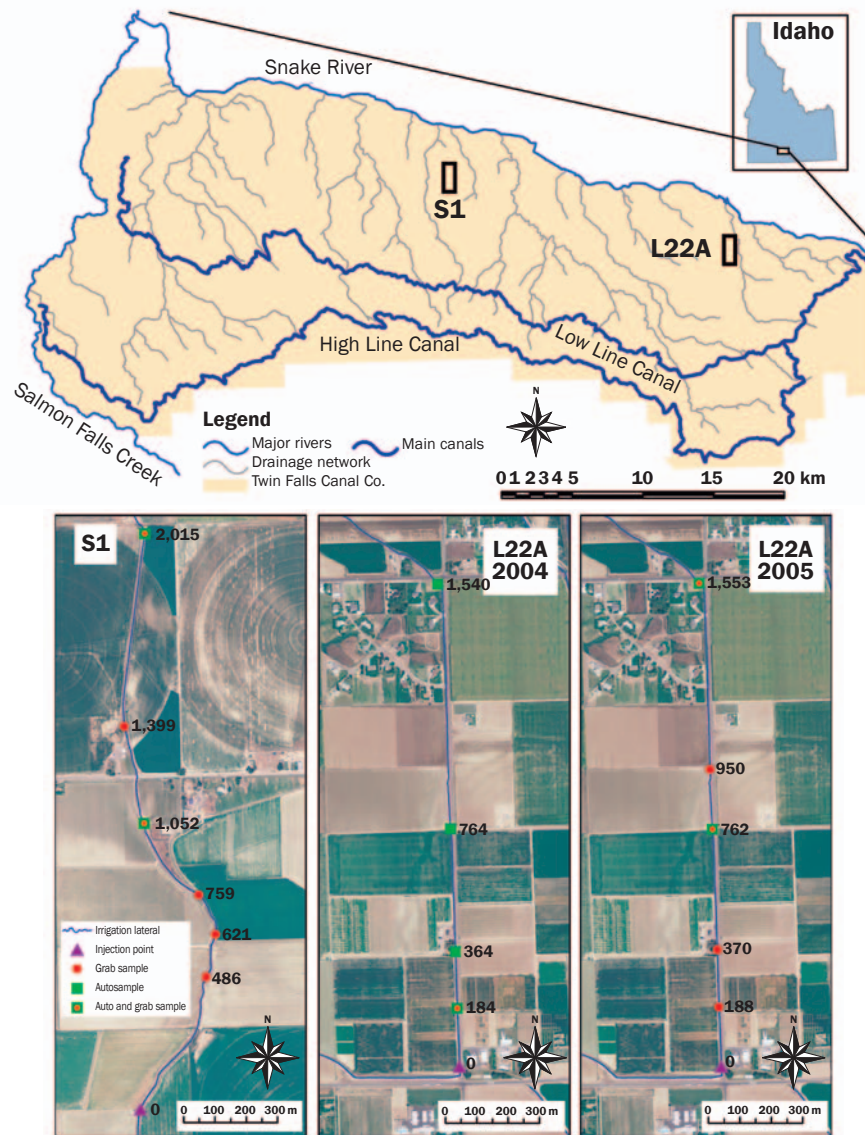 Idaho
Snake River
S1
L22A
Low Line Canal
High Line Canal
Salmon Falls Creek
N
Legend
Major rivers
Main canals
Drainage network
Twin Falls Canal Co.
0 1 2 3 4 5 10 15 20 km
S1
2,015
1,399
1,052
759
621
486
0
Irrigation lateral
Injection point
Grab sample
Autosample
Auto and grab sample
N
0 100 200 300 m
L22A
2004
1,540
764
364
184
0
N
0 100 200 300 m
L22A
2005
1,553
950
762
370
188
0
N
0 100 200 300 m